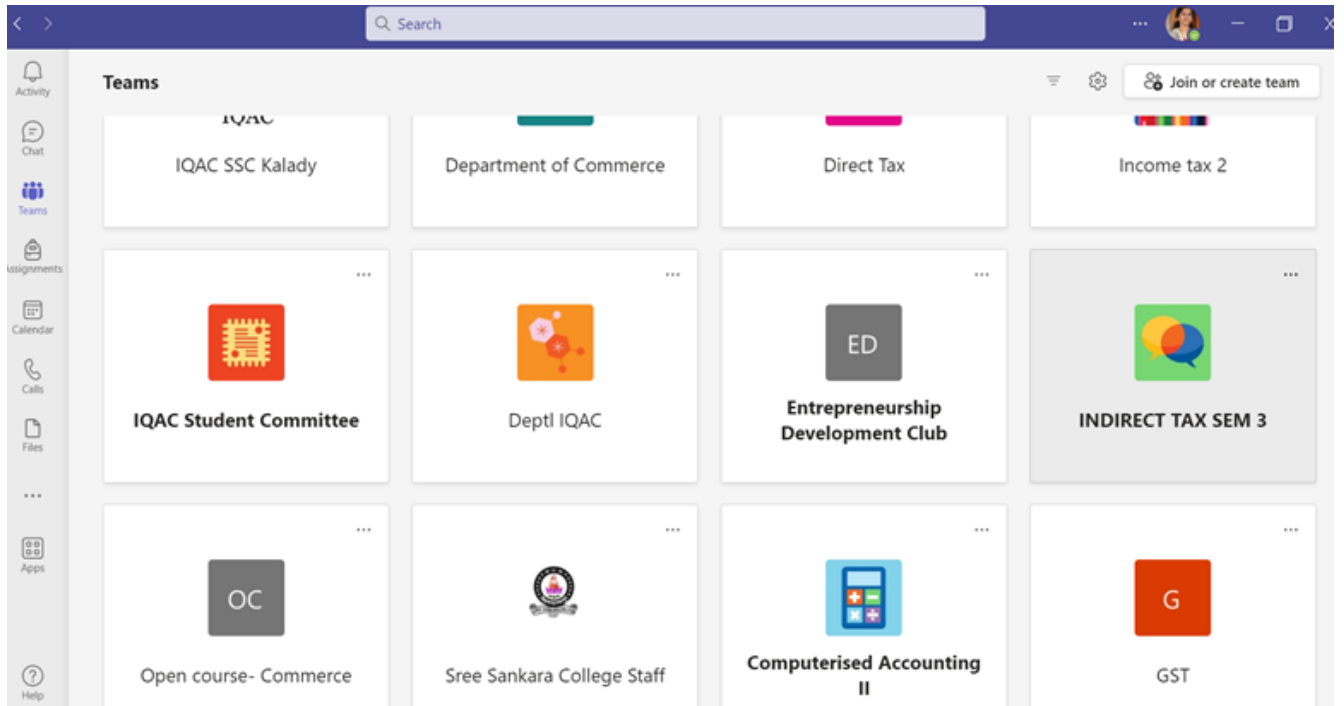 Search
...
Activity
Chat
Teams
Assignments
Calendar
Calls
Files
...
Apps
Help
Teams
Join or create team
IQAC
IQAC SSC Kalady
Department of Commerce
Direct Tax
Income tax 2
...
IQAC Student Committee
...
Deptl IQAC
...
ED
Entrepreneurship
Development Club
...
INDIRECT TAX SEM 3
...
OC
Open course- Commerce
...
Sree Sankara College Staff
...
Computerised Accounting
II
...
G
GST